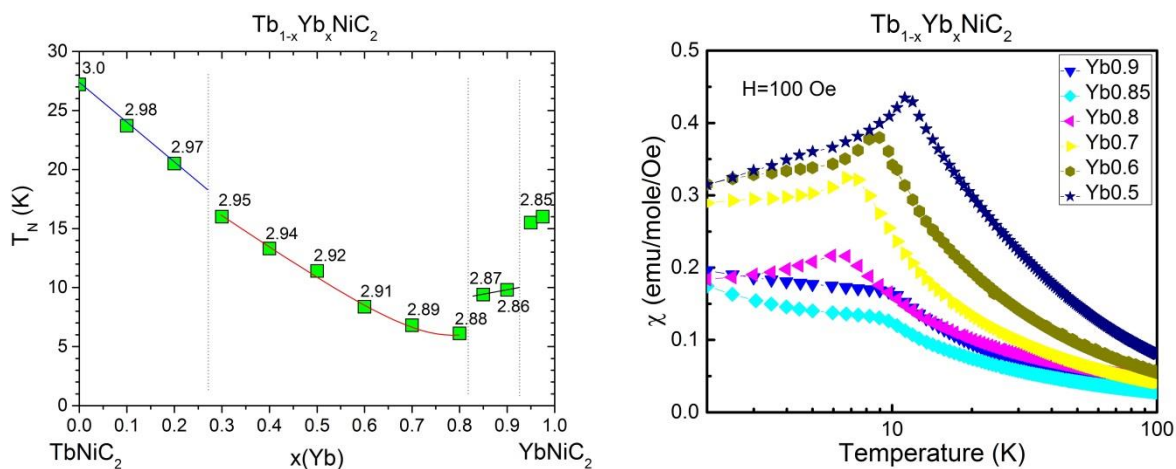 Tb1-xYbxNiC2
30
25
20
15
10
5
0
TN (K)
3.0
2.98
2.97
2.95
2.94
2.92
2.91
2.89
2.88
2.87
2.86
2.85
0.0 0.1 0.2 0.3 0.4 0.5 0.6 0.7 0.8 0.9 1.0
TbNiC2 x(Yb) YbNiC2
Tb1-xYbxNiC2
0.5
0.4
0.3
0.2
0.1
0.0
χ (emu/mole/Oe)
H=100 Oe
Yb0.9
Yb0.85
Yb0.8
Yb0.7
Yb0.6
Yb0.5
10 100
Temperature (K)